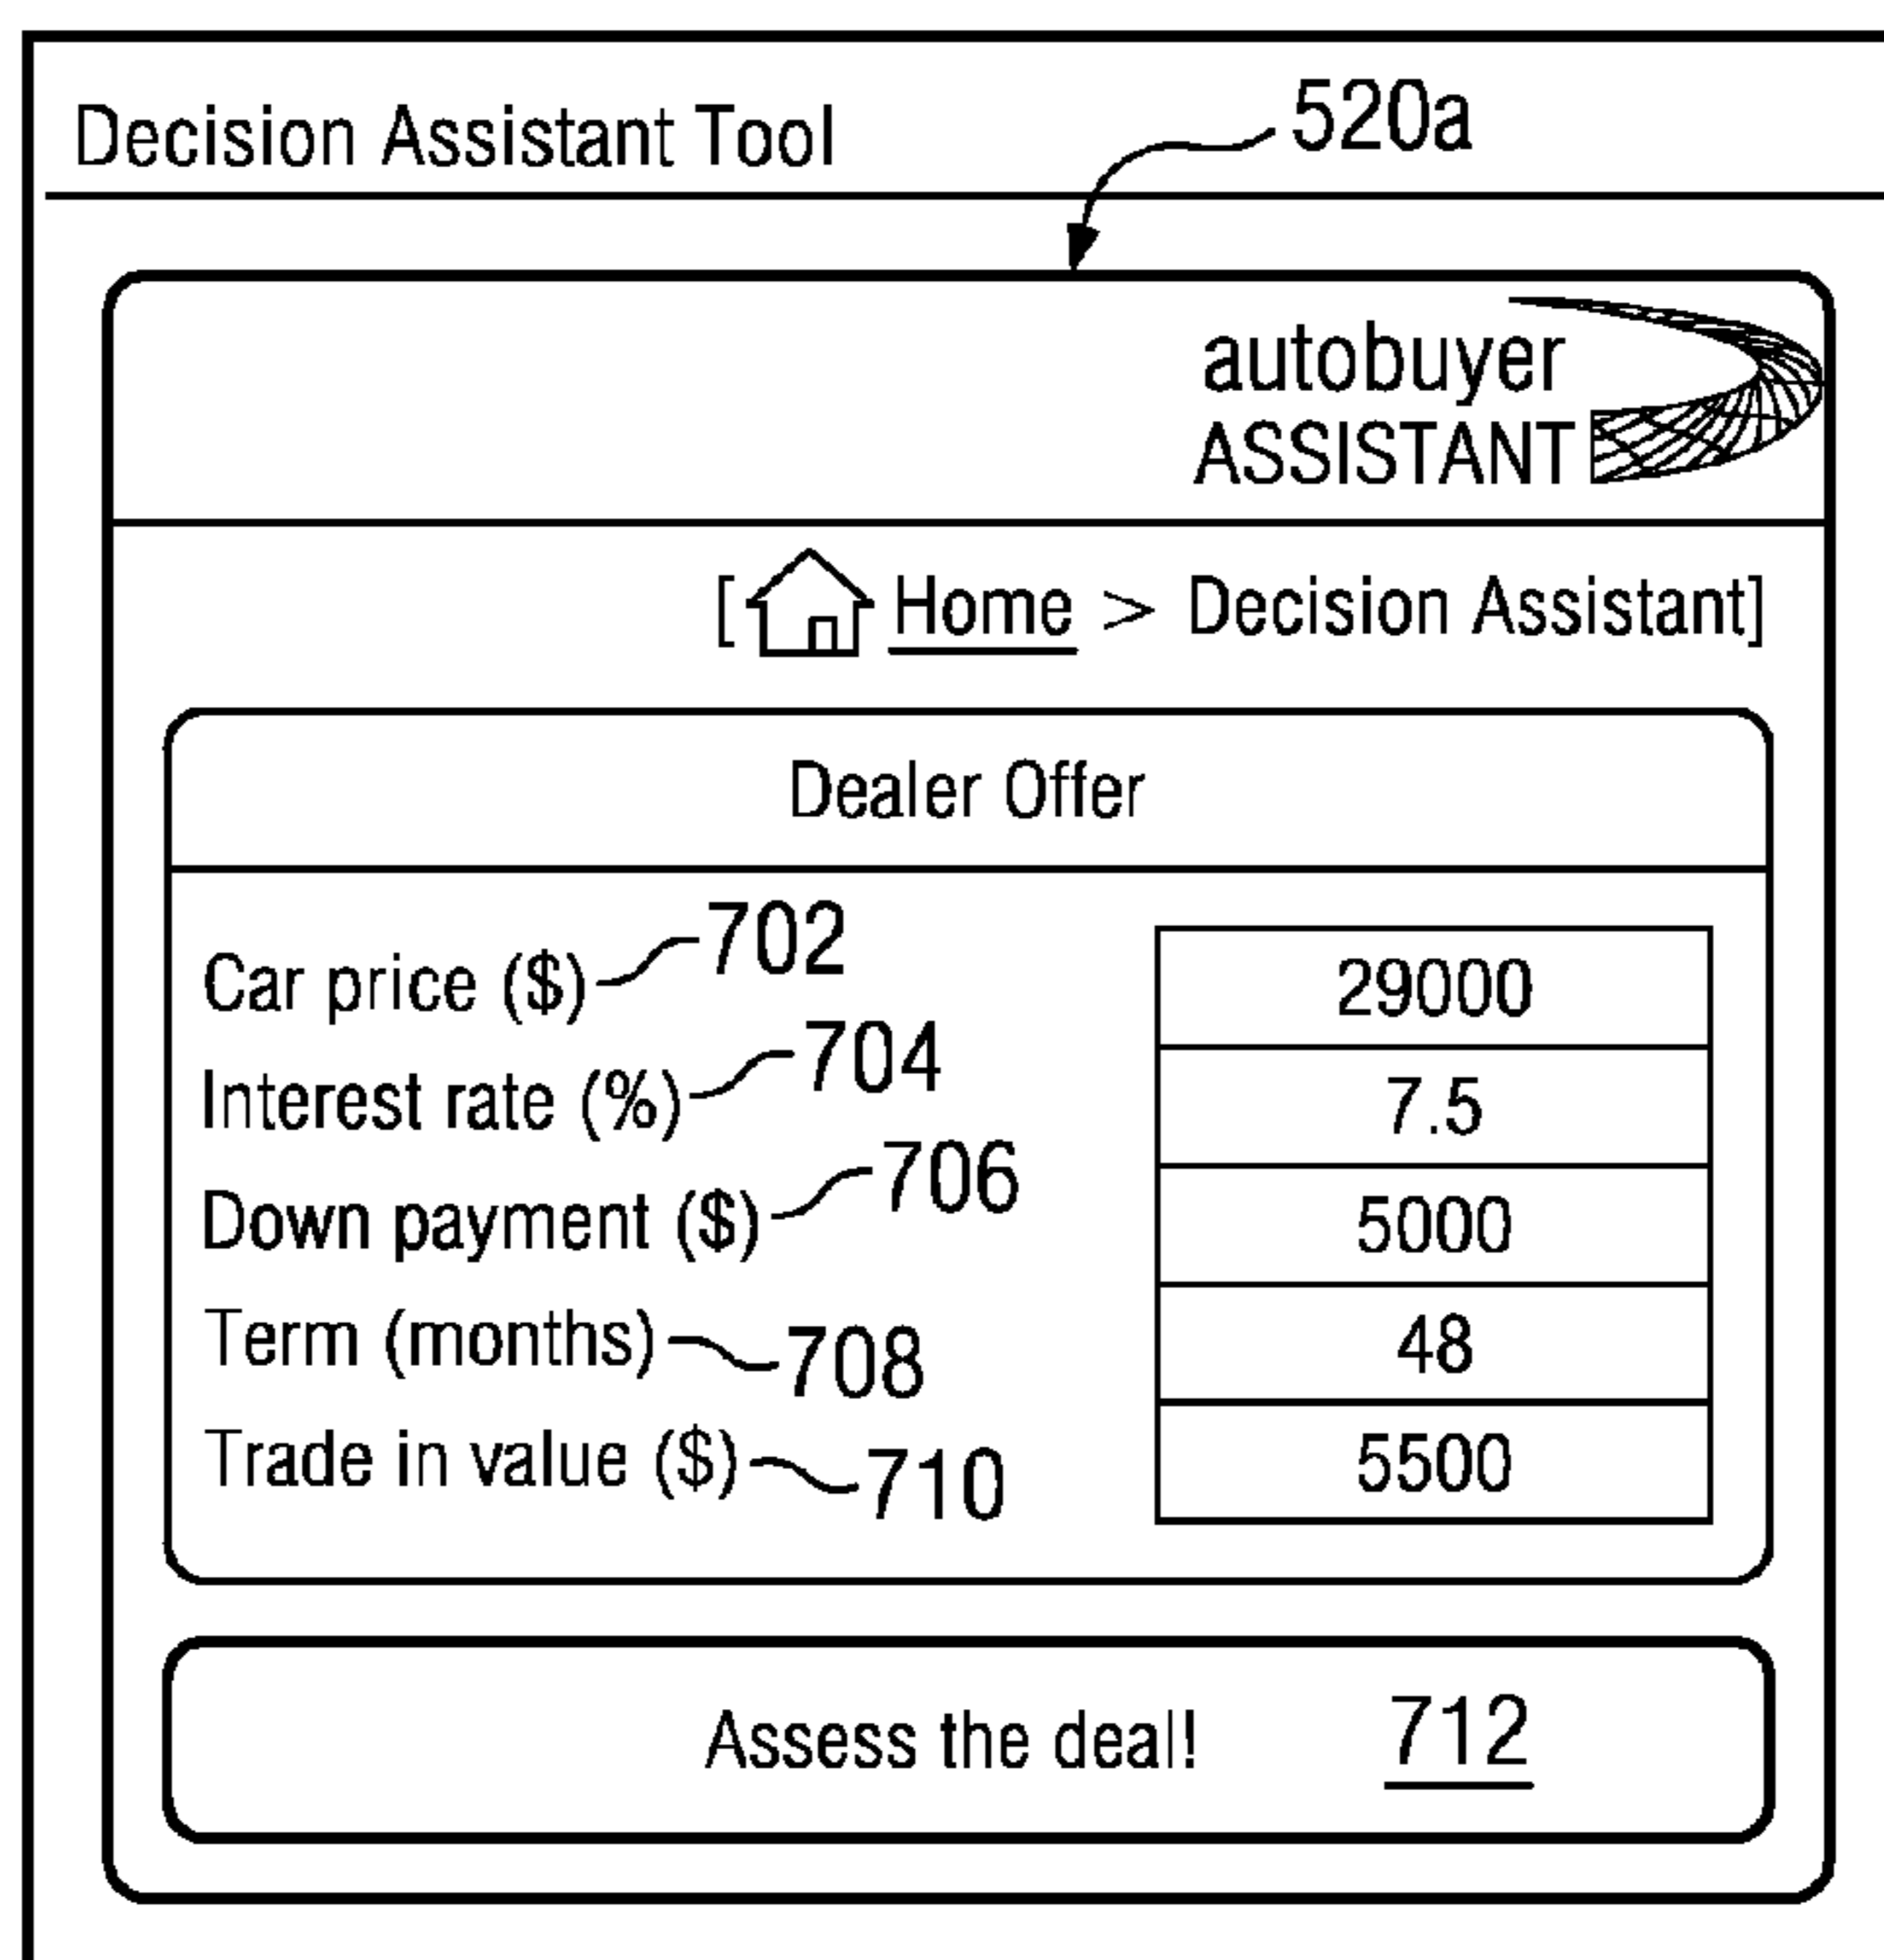 Decision Assistant Tool
520a
autobuyer
ASSISTANT
[Home > Decision Assistant]
Dealer Offer
Car price ($) 702 29000
Interest rate (%) 704 7.5
Down payment ($) 706 5000
Term (months) 708 48
Trade in value ($) 710 5500
Assess the deal! 712